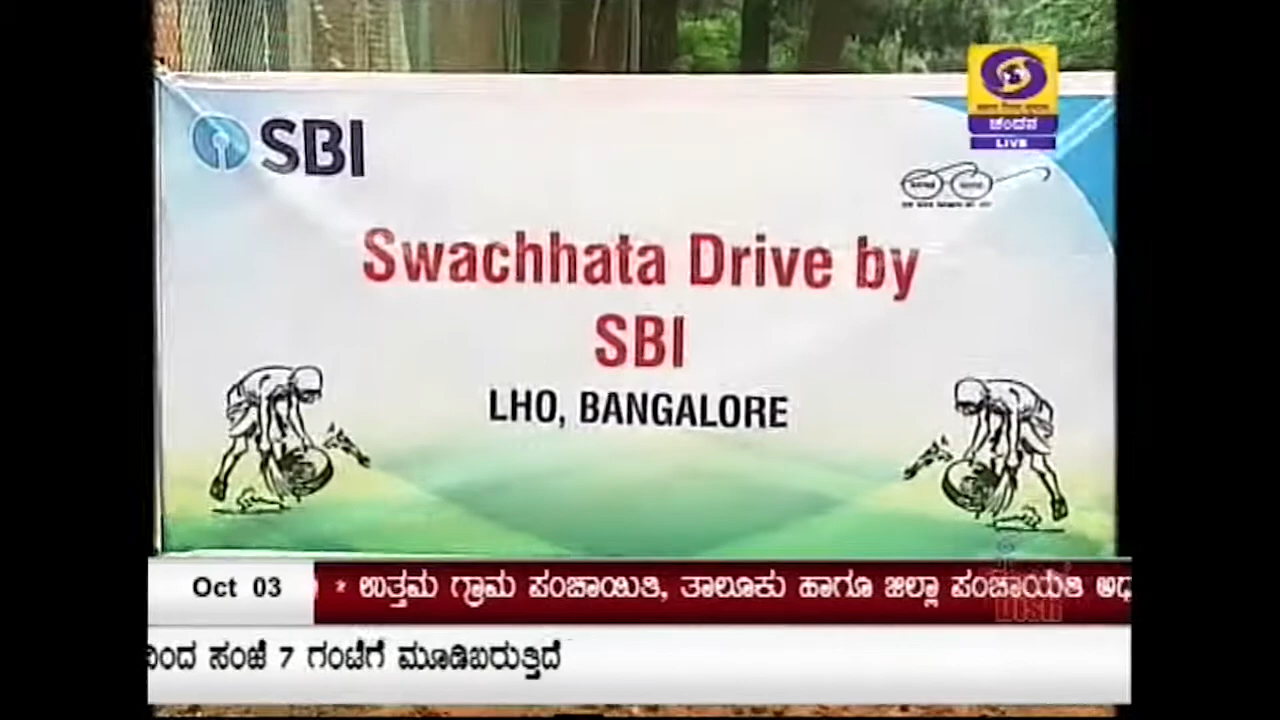 SBI
ಚಂದನ
LIVE
Swachhata Drive by
SBI
LHO, BANGALORE
Oct 03
* ಉತ್ತಮ ಗ್ರಾಮ ಪಂಚಾಯಿತಿ, ತಾಲೂಕು ಹಾಗೂ ಜಿಲ್ಲಾ ಪಂಚಾಯಿತಿ
ಸಂಜೆ 7 ಗಂಟೆಗೆ ಮೂಡಿಬರುತ್ತಿದೆ